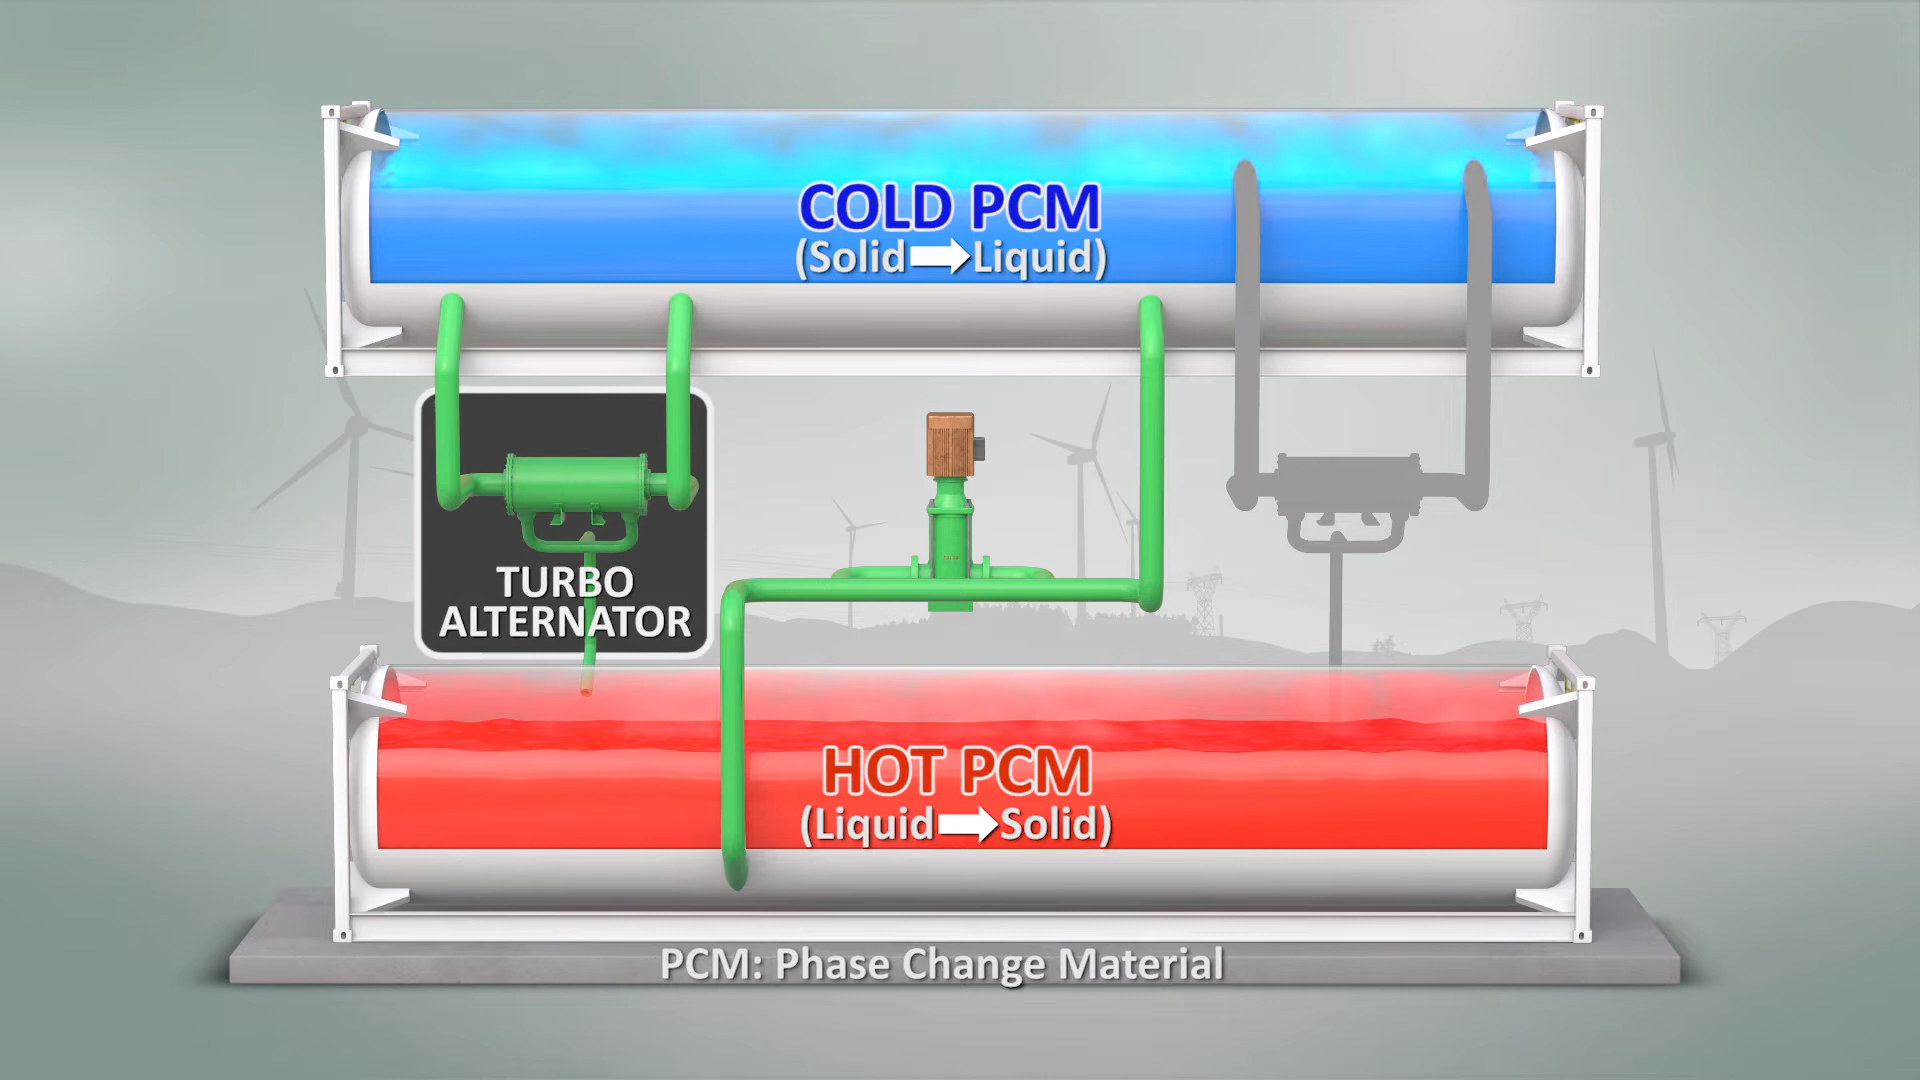 COLD PCM
(Solid➡Liquid)
TURBO
ALTERNATOR
HOT PCM
(Liquid➡Solid)
PCM: Phase Change Material